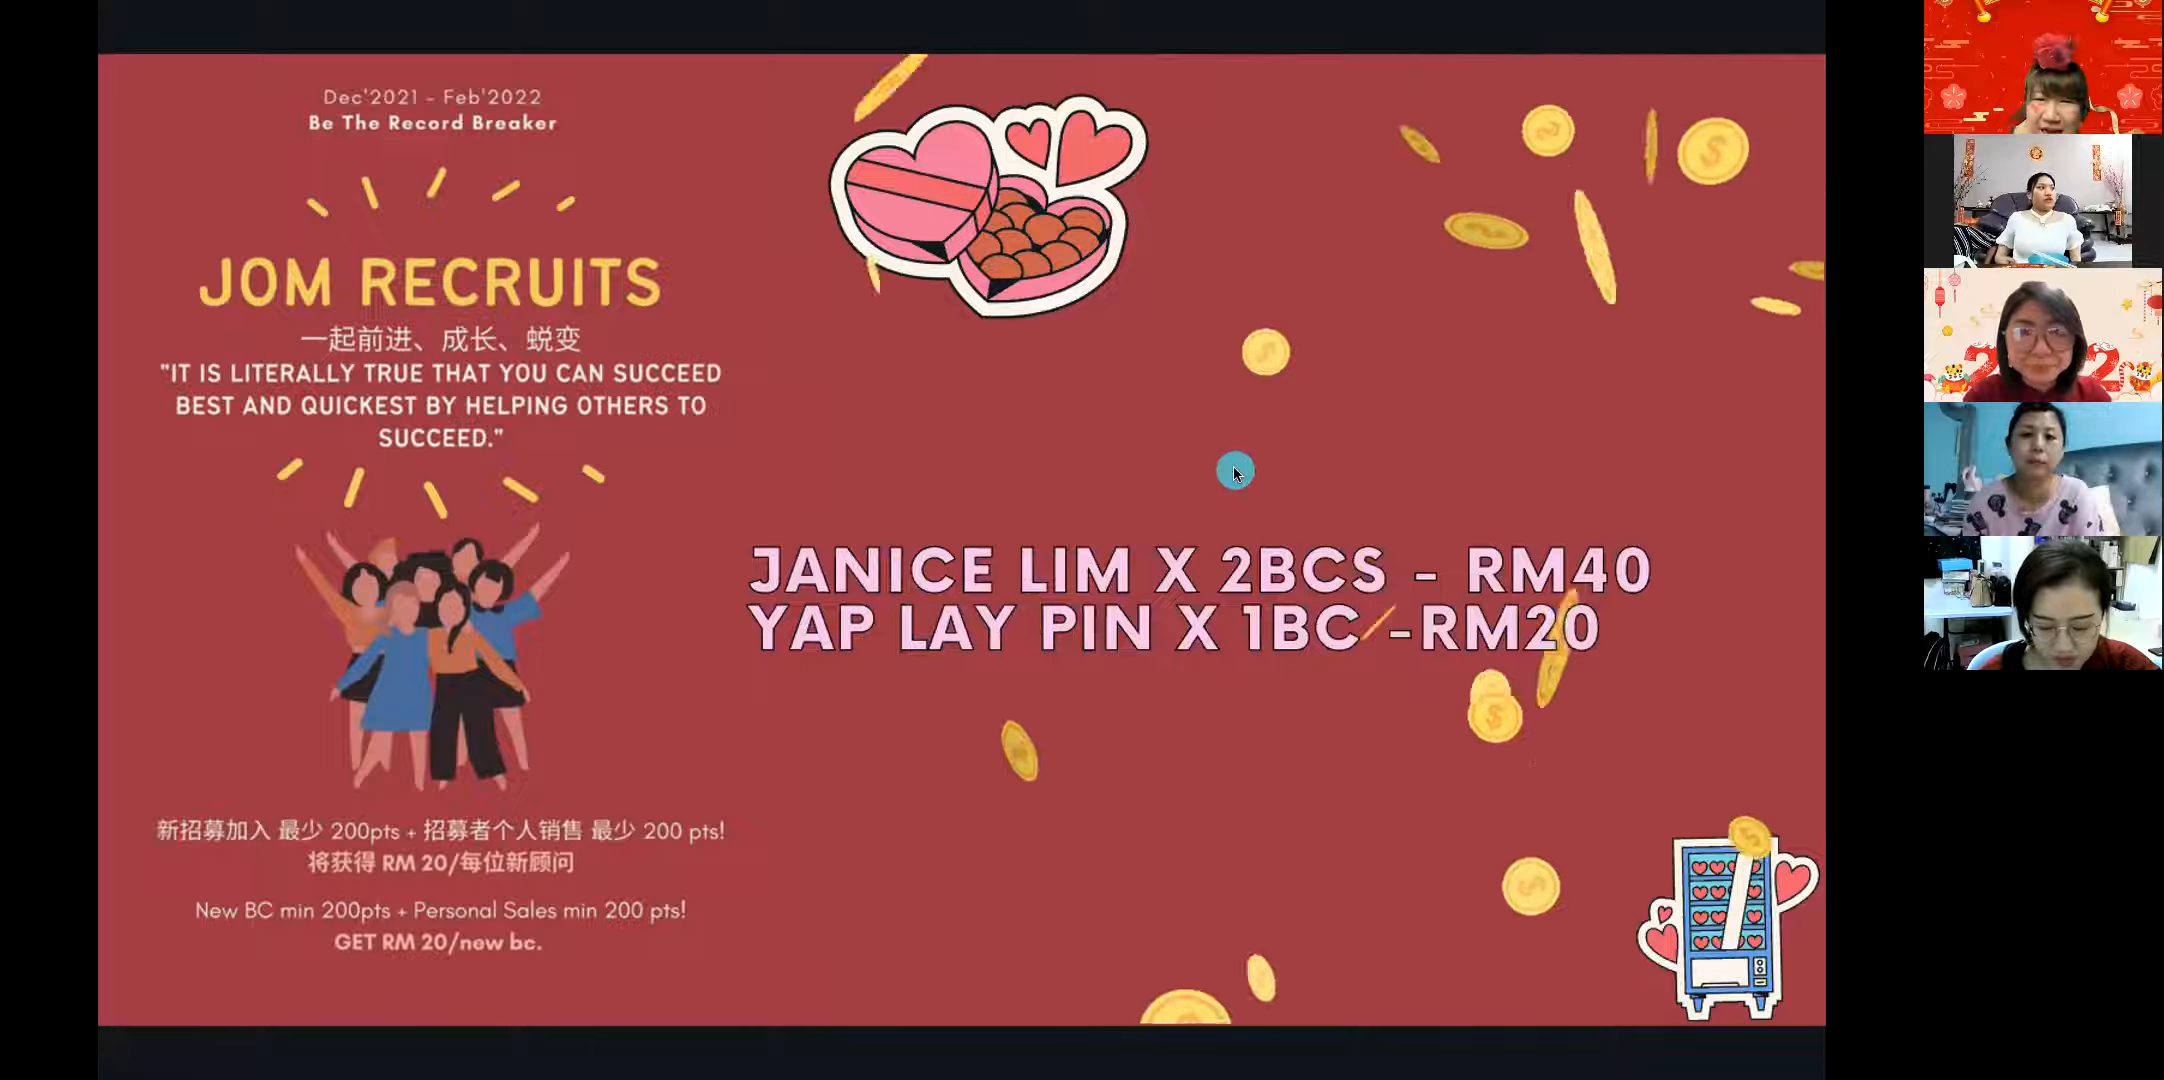 Dec'2021 - Feb'2022
Be The Record Breaker
JOM RECRUITS
一起前进、成长、蜕变
"IT IS LITERALLY TRUE THAT YOU CAN SUCCEED
BEST AND QUICKEST BY HELPING OTHERS TO
SUCCEED."
新招募加入 最少 200pts + 招募者个人销售 最少 200 pts!
将获得 RM 20/每位新顾问
New BC min 200pts + Personal Sales min 200 pts!
GET RM 20/new bc.
JANICE LIM X 2BCS - RM40
YAP LAY PIN X 1BC -RM20